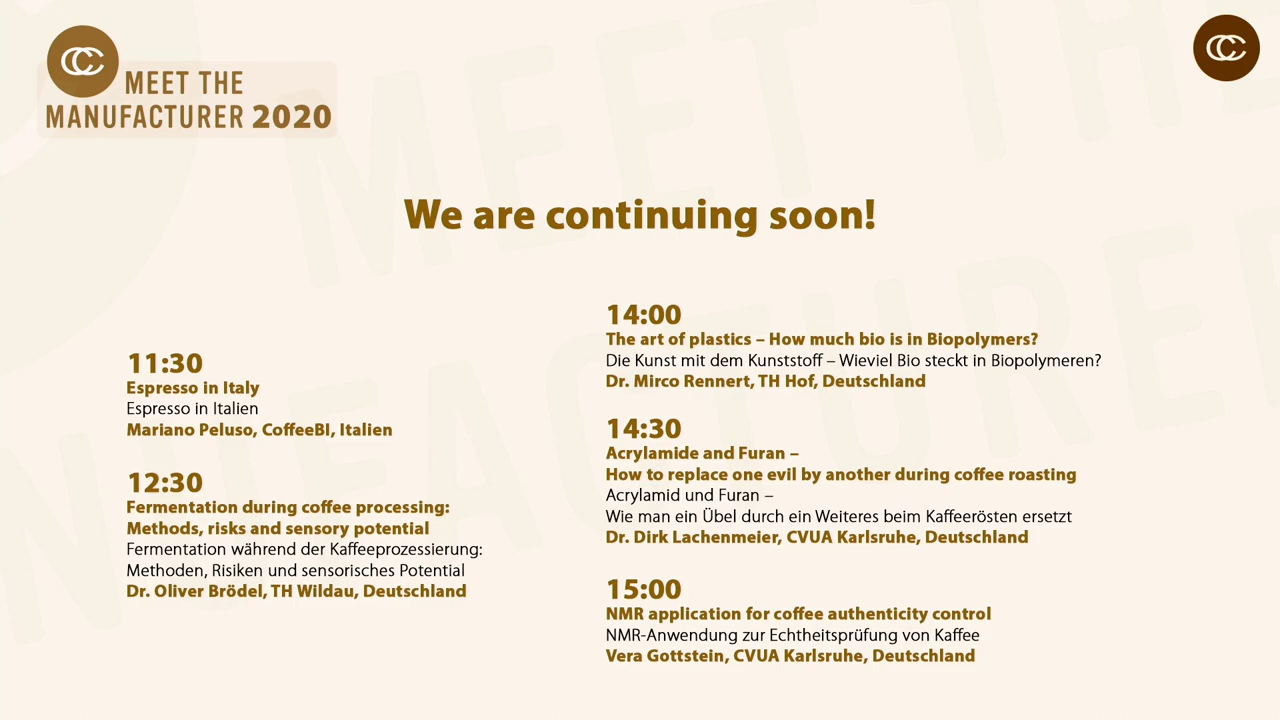 CC
MEET THE
MANUFACTURER 2020
CC
We are continuing soon!
11:30
Espresso in Italy
Espresso in Italien
Mariano Peluso, CoffeeBI, Italien
12:30
Fermentation during coffee processing:
Methods, risks and sensory potential
Fermentation während der Kaffeeprozessierung:
Methoden, Risiken und sensorisches Potential
Dr. Oliver Brödel, TH Wildau, Deutschland
14:00
The art of plastics – How much bio is in Biopolymers?
Die Kunst mit dem Kunststoff – Wieviel Bio steckt in Biopolymeren?
Dr. Mirco Rennert, TH Hof, Deutschland
14:30
Acrylamide and Furan –
How to replace one evil by another during coffee roasting
Acrylamid und Furan –
Wie man ein Übel durch ein Weiteres beim Kaffeerösten ersetzt
Dr. Dirk Lachenmeier, CVUA Karlsruhe, Deutschland
15:00
NMR application for coffee authenticity control
NMR-Anwendung zur Echtheitsprüfung von Kaffee
Vera Gottstein, CVUA Karlsruhe, Deutschland